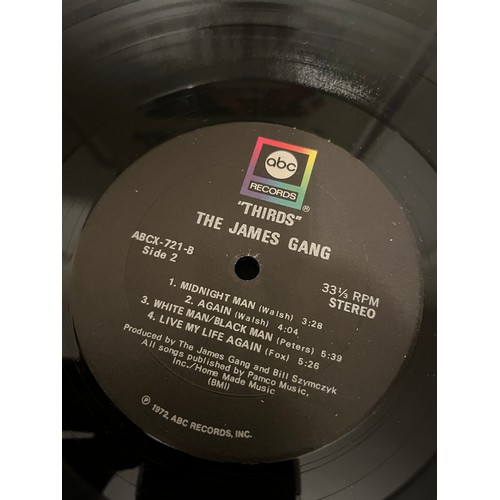 abc
RECORDS
®
"THIRDS"
THE JAMES GANG
ABCX-721-B
Side 2
33⅓ RPM
STEREO
1. MIDNIGHT MAN (Walsh) 3:28
2. AGAIN (Walsh) 4:04
3. WHITE MAN/BLACK MAN (Peters) 5:39
4. LIVE MY LIFE AGAIN (Fox) 5:26
Produced by The James Gang and Bill Szymczyk
All songs published by Pamco Music,
Inc./Home Made Music
(BMI)
℗ 1972, ABC RECORDS, INC.